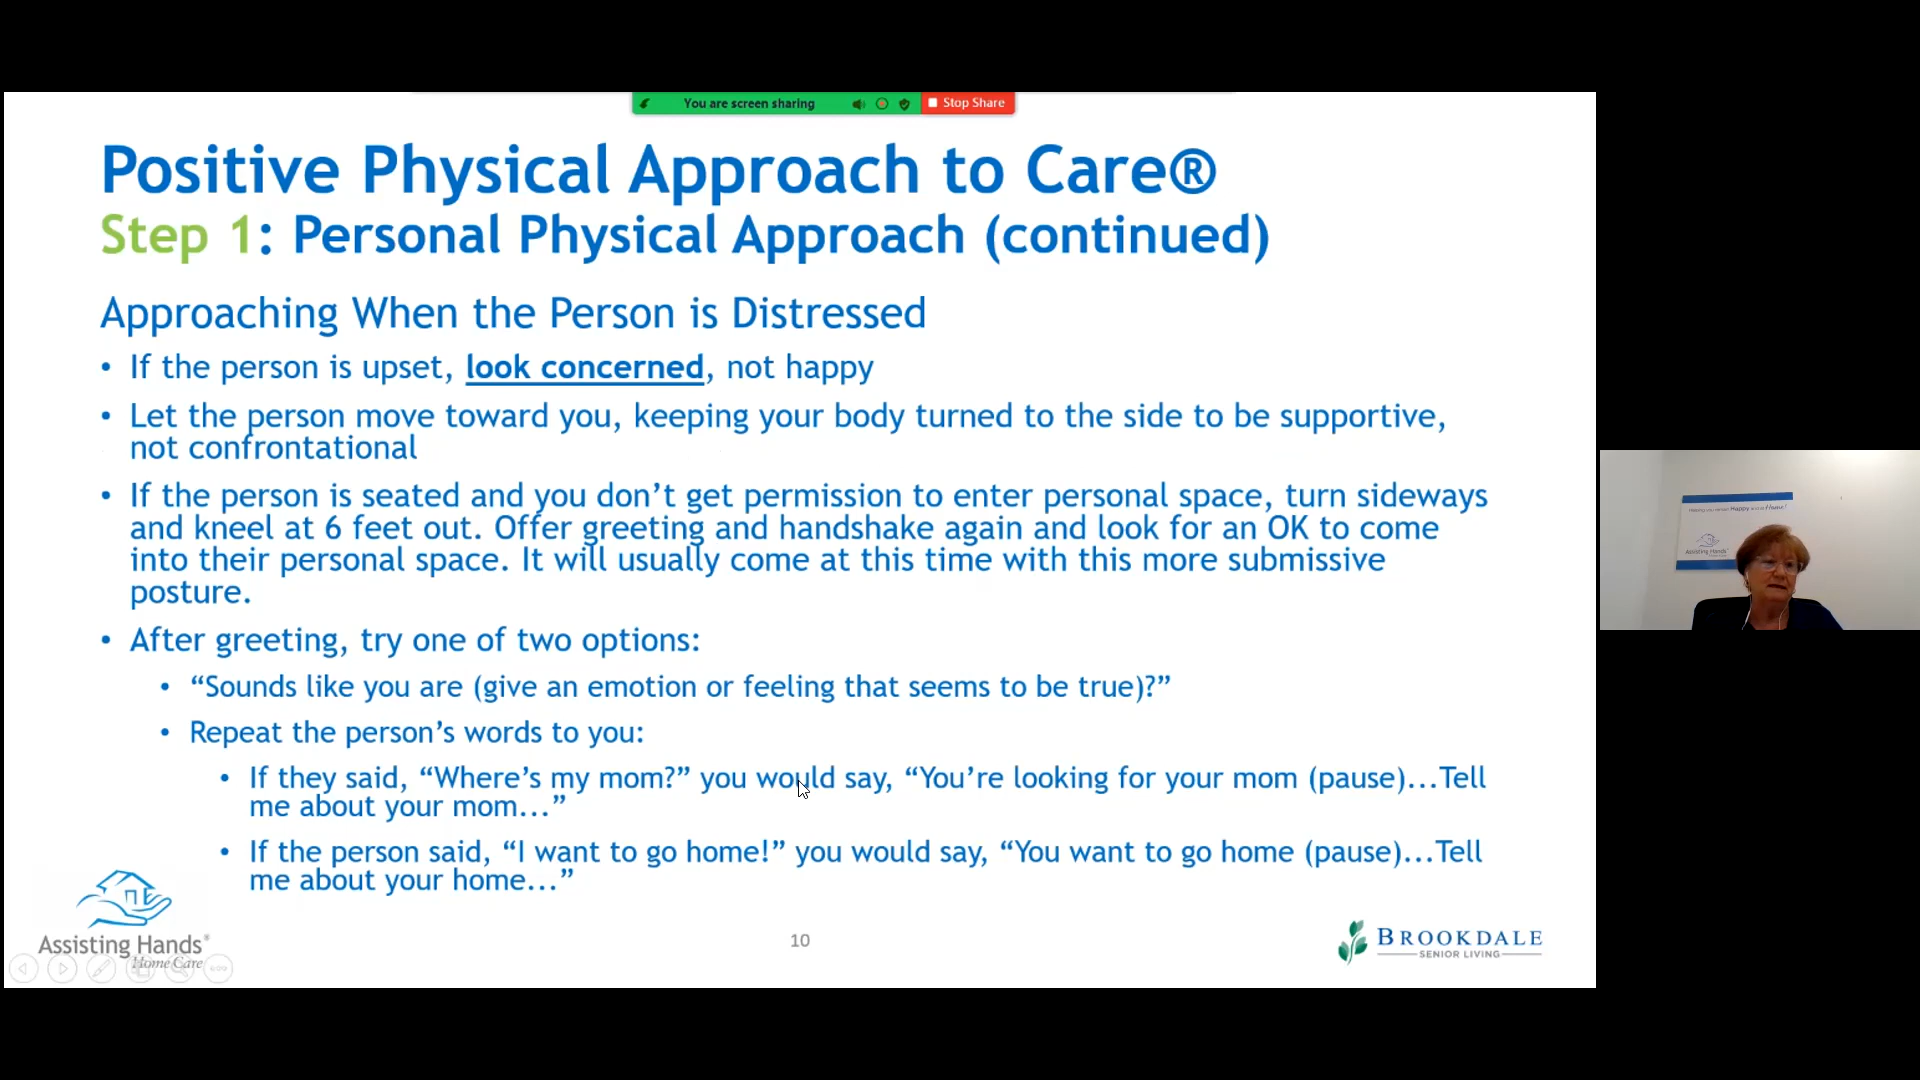 You are screen sharing
Stop Share
Positive Physical Approach to Care®
Step 1: Personal Physical Approach (continued)
Approaching When the Person is Distressed
• If the person is upset, look concerned, not happy
• Let the person move toward you, keeping your body turned to the side to be supportive,
not confrontational
• If the person is seated and you don’t get permission to enter personal space, turn sideways
and kneel at 6 feet out. Offer greeting and handshake again and look for an OK to come
into their personal space. It will usually come at this time with this more submissive
posture.
• After greeting, try one of two options:
• “Sounds like you are (give an emotion or feeling that seems to be true)?”
• Repeat the person’s words to you:
• If they said, “Where’s my mom?” you would say, “You’re looking for your mom (pause)...Tell
me about your mom...”
• If the person said, “I want to go home!” you would say, “You want to go home (pause)...Tell
me about your home...”
Assisting Hands®
Home Care
10
BROOKDALE
SENIOR LIVING
Assisting Hands